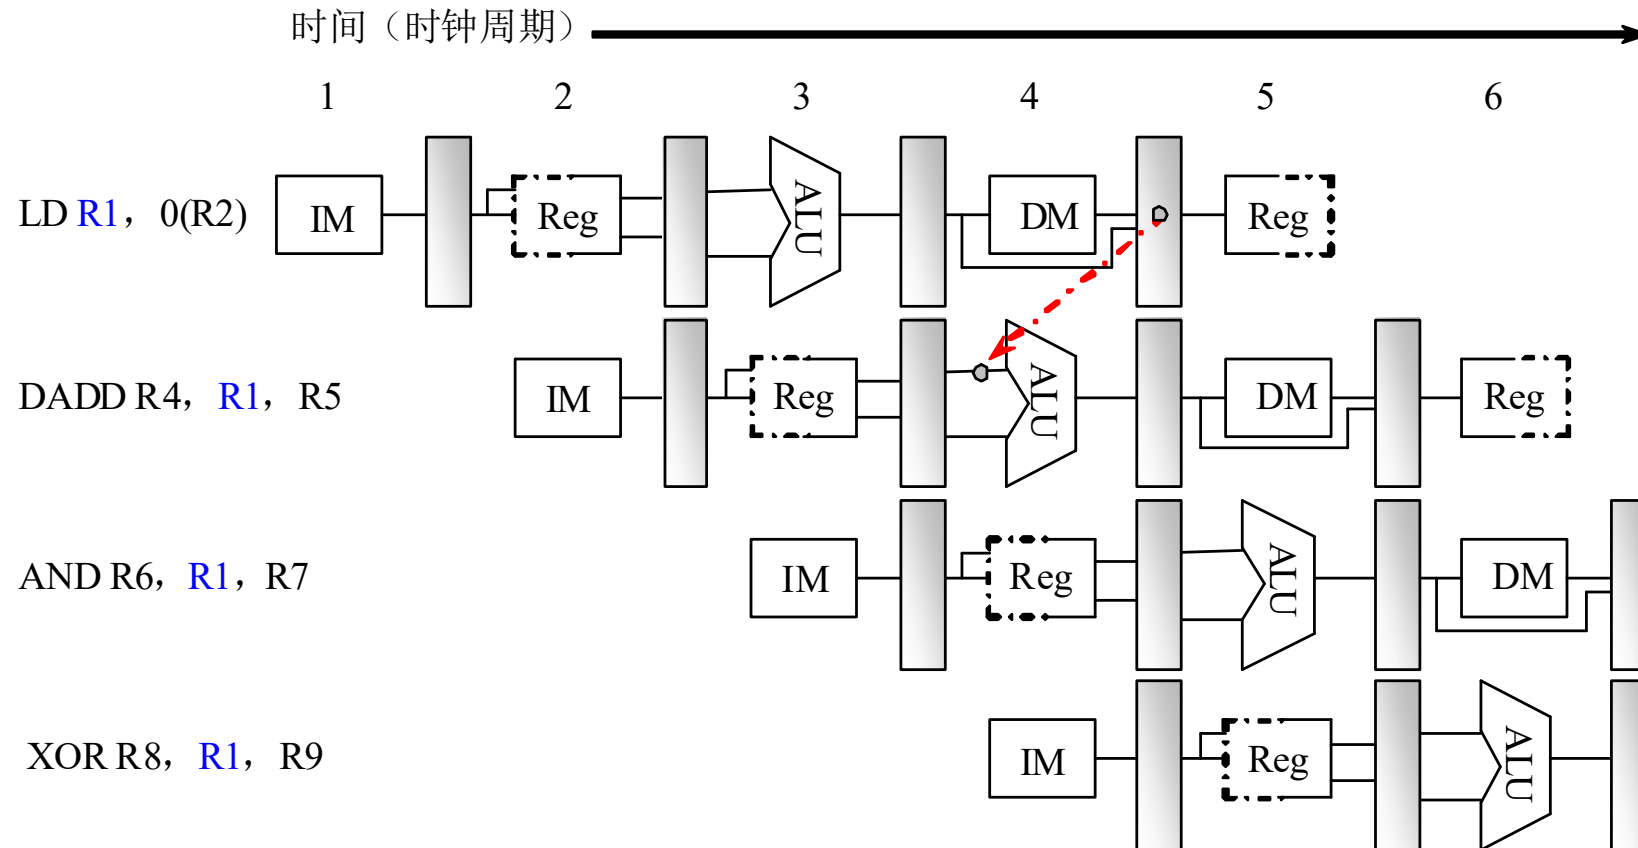 时间（时钟周期）
1 2 3 4 5 6
LD R1，0(R2) IM Reg ALU DM Reg
DADD R4，R1，R5 IM Reg ALU DM Reg
AND R6，R1，R7 IM Reg ALU DM
XOR R8，R1，R9 IM Reg ALU